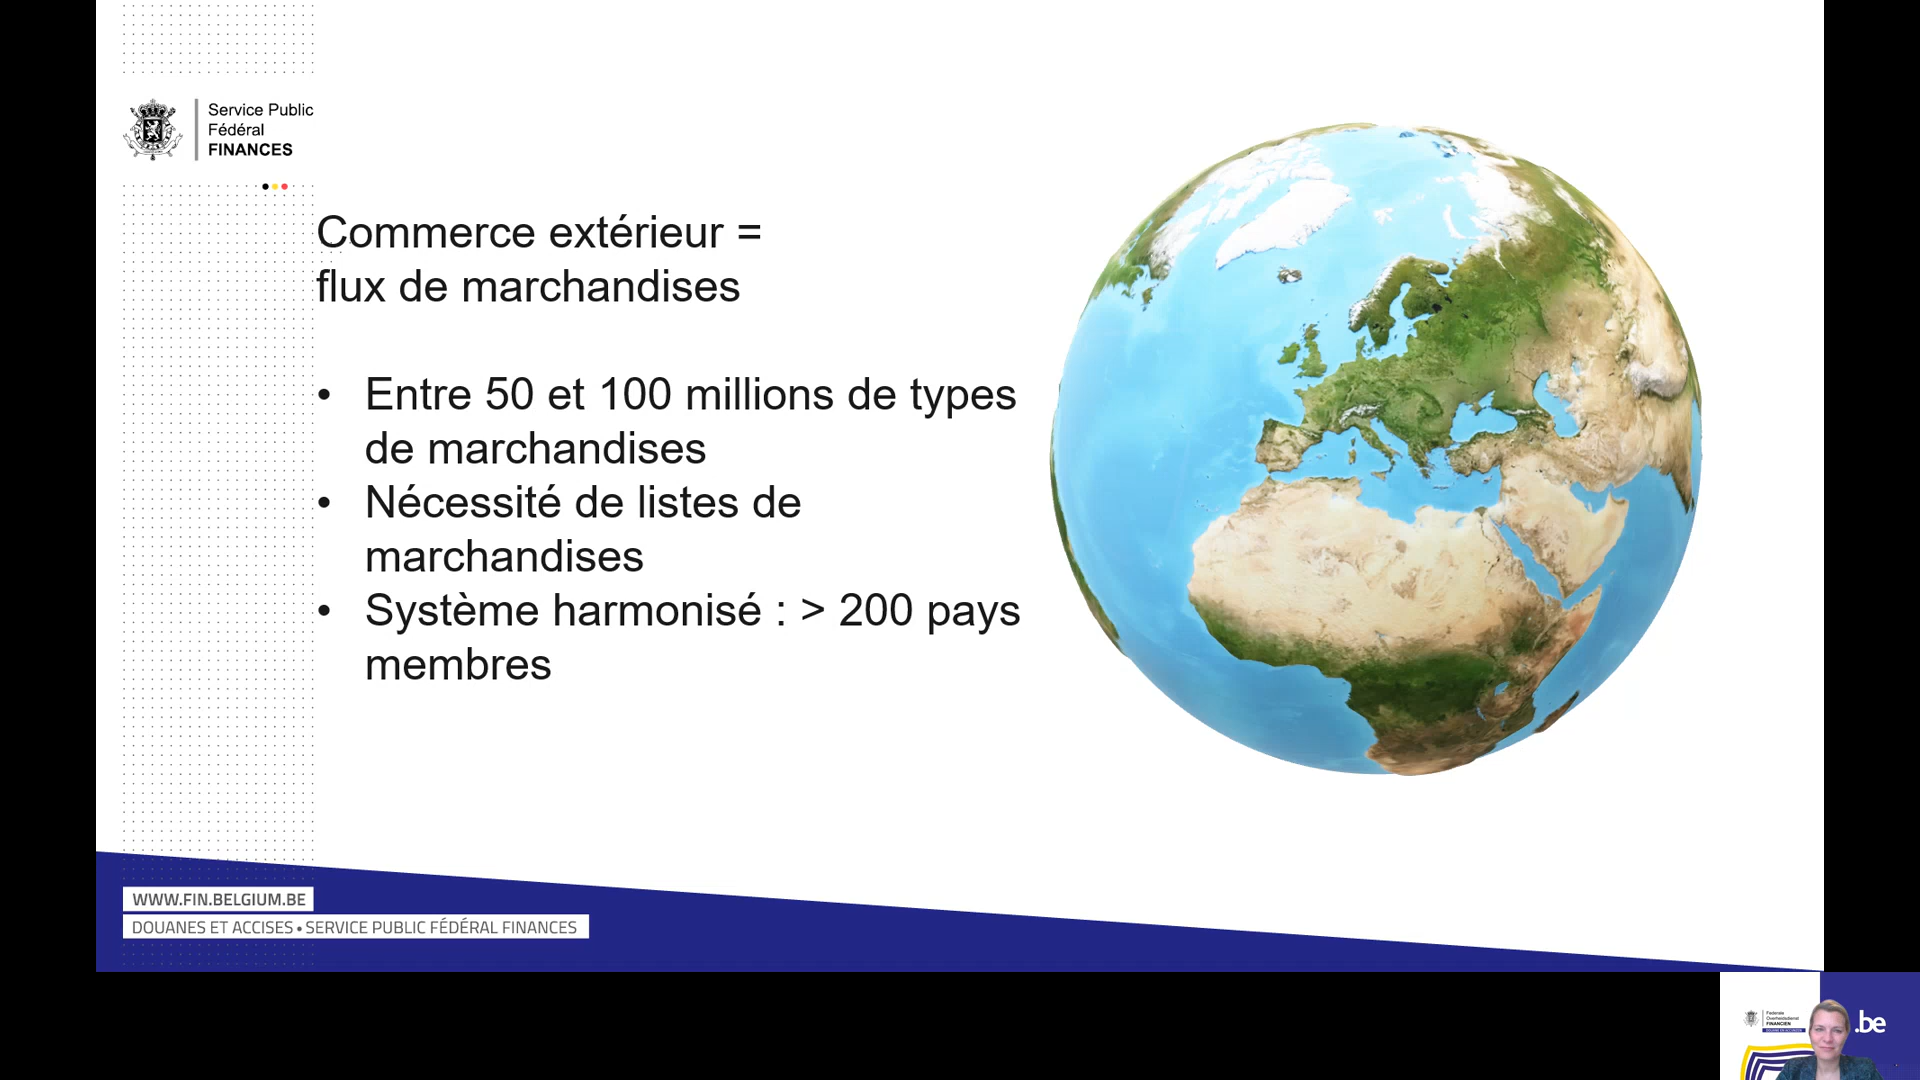 Service Public
Fédéral
FINANCES
Commerce extérieur =
flux de marchandises
• Entre 50 et 100 millions de types
de marchandises
• Nécessité de listes de
marchandises
• Système harmonisé : > 200 pays
membres
WWW.FIN.BELGIUM.BE
DOUANES ET ACCISES • SERVICE PUBLIC FÉDÉRAL FINANCES
Federale
Overheidsdienst
FINANCIEN
.be